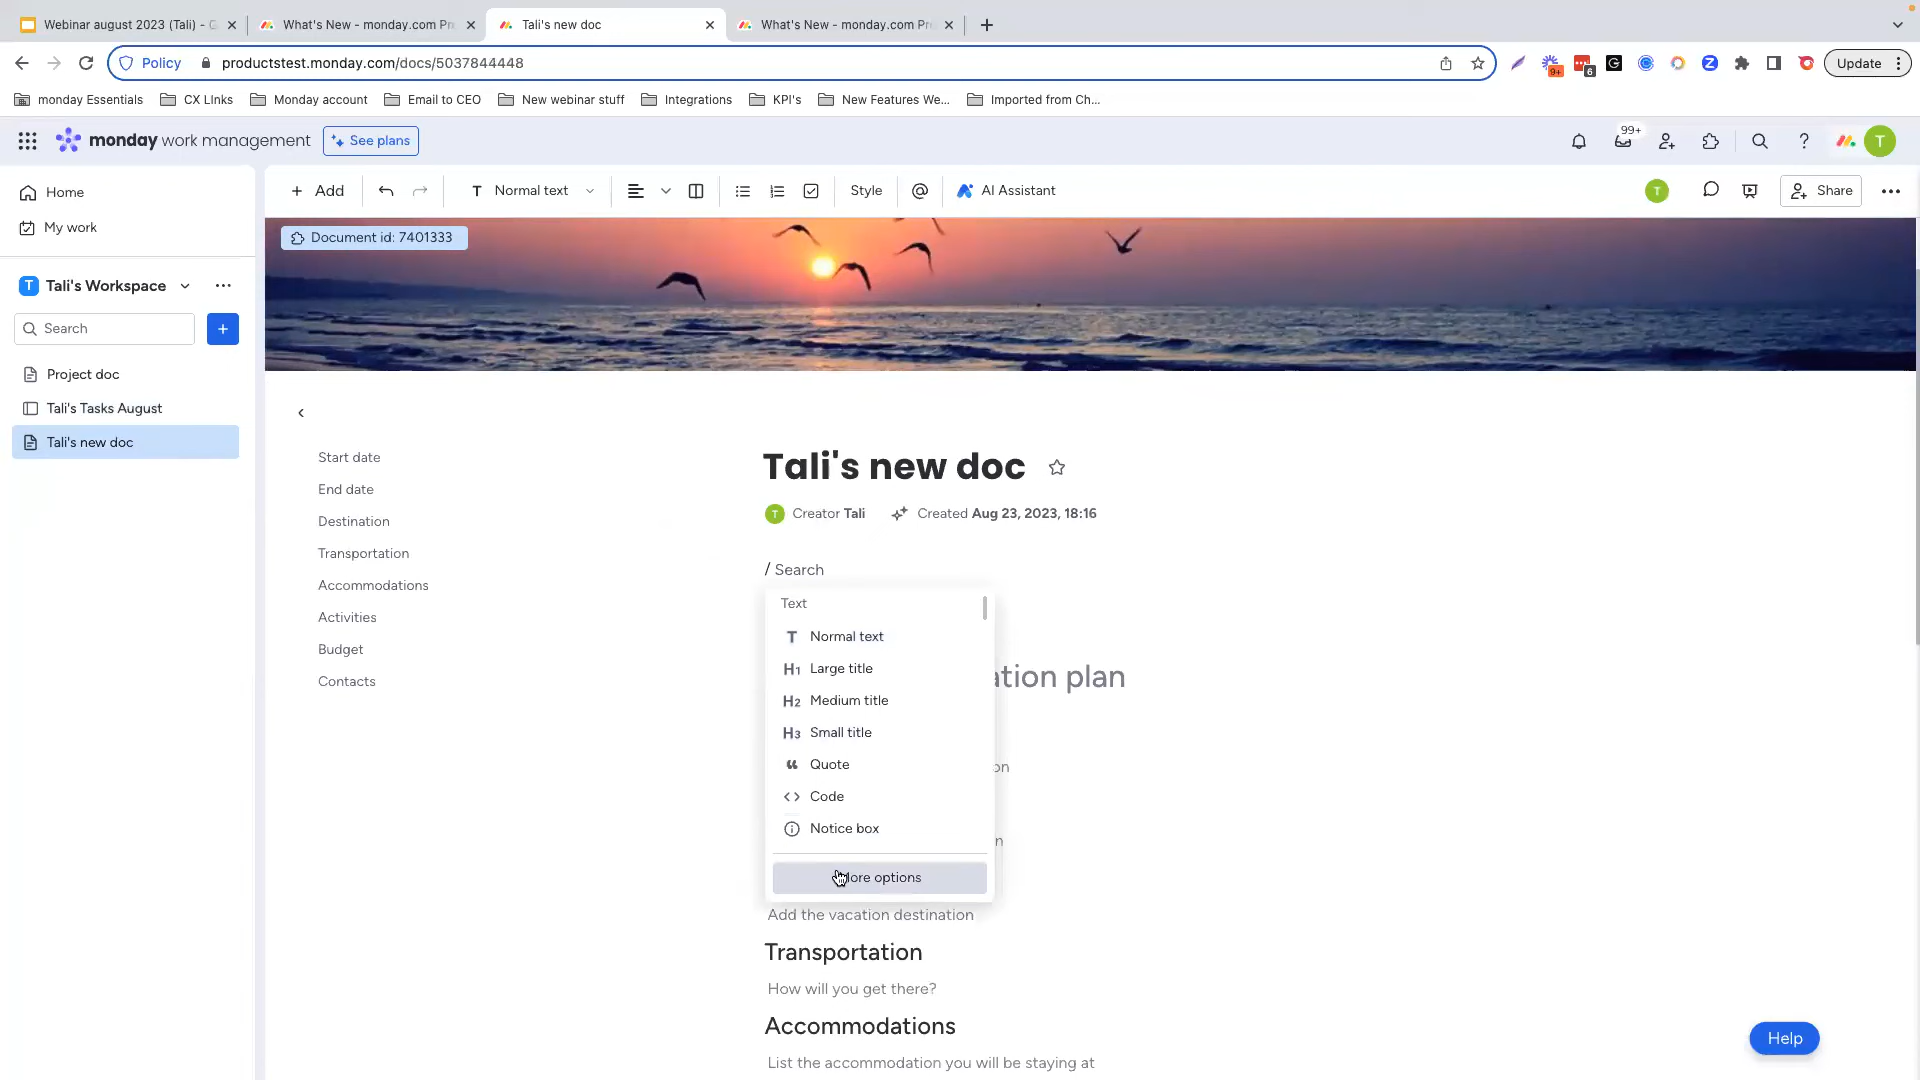 Webinar august 2023 (Tali) - G
What's New - monday.com Pr
Tali's new doc
What's New - monday.com Pr
Policy
productstest.monday.com/docs/5037844448
9+
6
Update
monday Essentials
CX LInks
Monday account
Email to CEO
New webinar stuff
Integrations
KPI's
New Features We...
Imported from Ch...
monday work management
See plans
99+
T
Home
My work
Add
Normal text
Style
AI Assistant
T
Share
Document id: 7401333
T Tali's Workspace
Search
Project doc
Tali's Tasks August
Tali's new doc
Start date
End date
Destination
Transportation
Accommodations
Activities
Budget
Contacts
Tali's new doc
T Creator Tali
Created Aug 23, 2023, 18:16
/ Search
Text
T Normal text
H1 Large title
H2 Medium title
H3 Small title
Quote
Code
Notice box
ation plan
on
n
ore options
Add the vacation destination
Transportation
How will you get there?
Accommodations
List the accommodation you will be staying at
Help